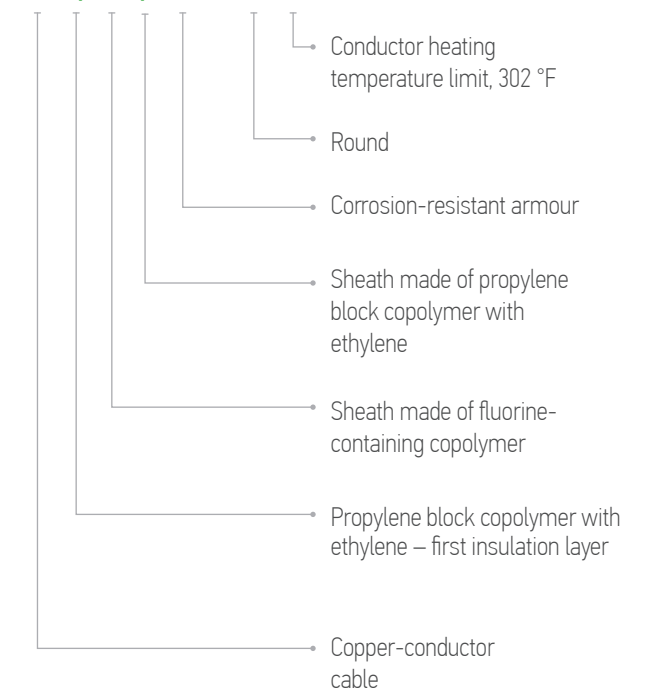 Conductor heating
temperature limit, 302 °F
Round
Corrosion-resistant armour
Sheath made of propylene
block copolymer with
ethylene
Sheath made of fluorine-
containing copolymer
Propylene block copolymer with
ethylene – first insulation layer
Copper-conductor
cable